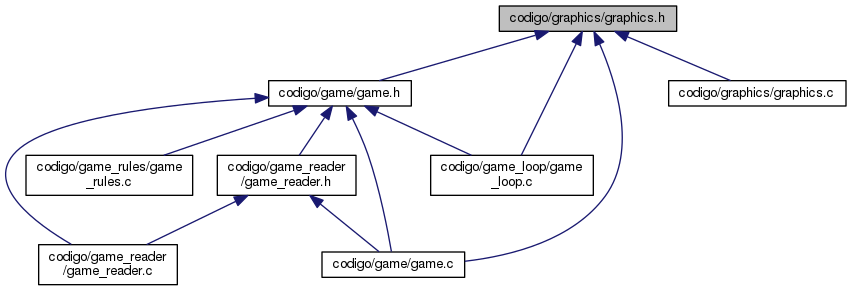 codigo/graphics/graphics.h
codigo/game/game.h
codigo/graphics/graphics.c
codigo/game_rules/game
_rules.c
codigo/game_reader
/game_reader.h
codigo/game_loop/game
_loop.c
codigo/game_reader
/game_reader.c
codigo/game/game.c